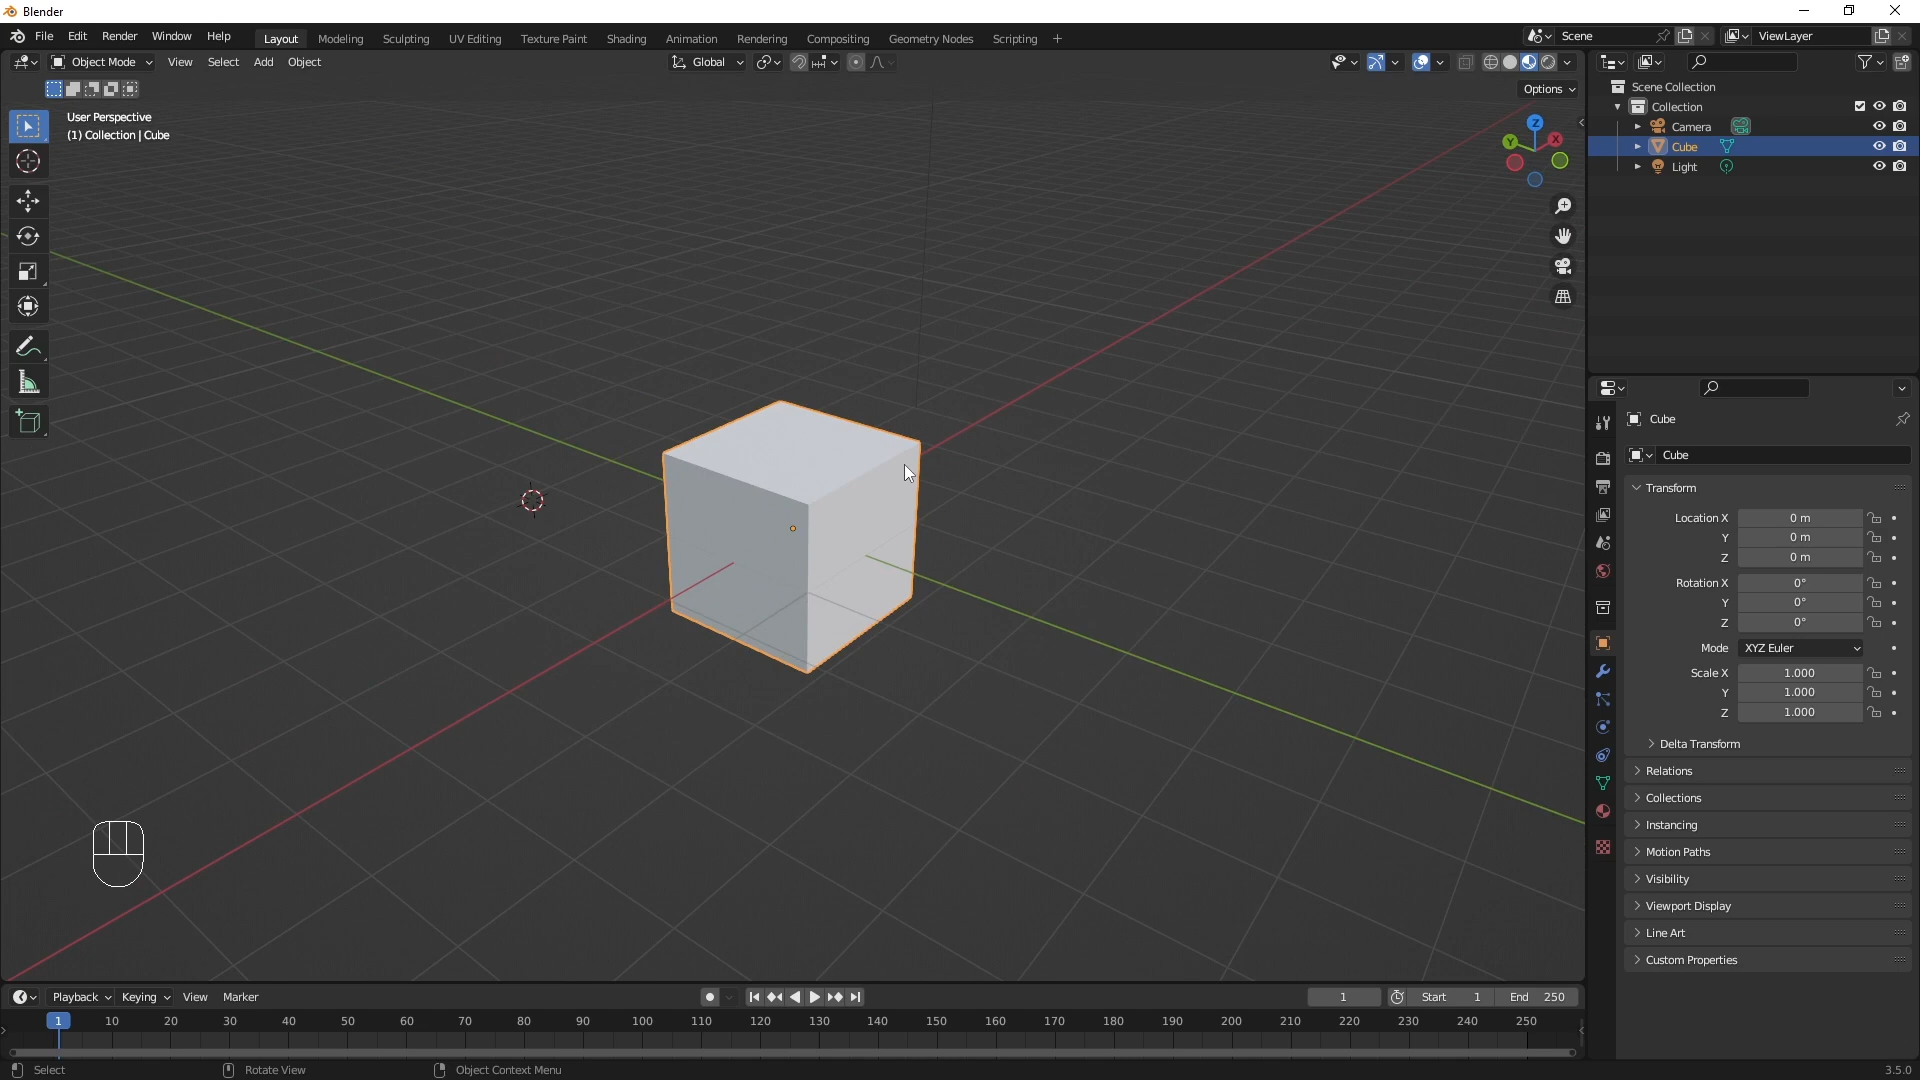 Blender
File Edit Render Window Help Layout Modeling Sculpting UV Editing Texture Paint Shading Animation Rendering Compositing Geometry Nodes Scripting + Scene ViewLayer
Object Mode View Select Add Object Global
Options
User Perspective
(1) Collection | Cube
Z
Y
X
Scene Collection
Collection
Camera
Cube
Light
Cube
Cube
Transform
Location X 0 m
Y 0 m
Z 0 m
Rotation X 0°
Y 0°
Z 0°
Mode XYZ Euler
Scale X 1.000
Y 1.000
Z 1.000
Delta Transform
Relations
Collections
Instancing
Motion Paths
Visibility
Viewport Display
Line Art
Custom Properties
Playback Keying View Marker 1 Start 1 End 250
1 10 20 30 40 50 60 70 80 90 100 110 120 130 140 150 160 170 180 190 200 210 220 230 240 250
Select Rotate View Object Context Menu 3.5.0